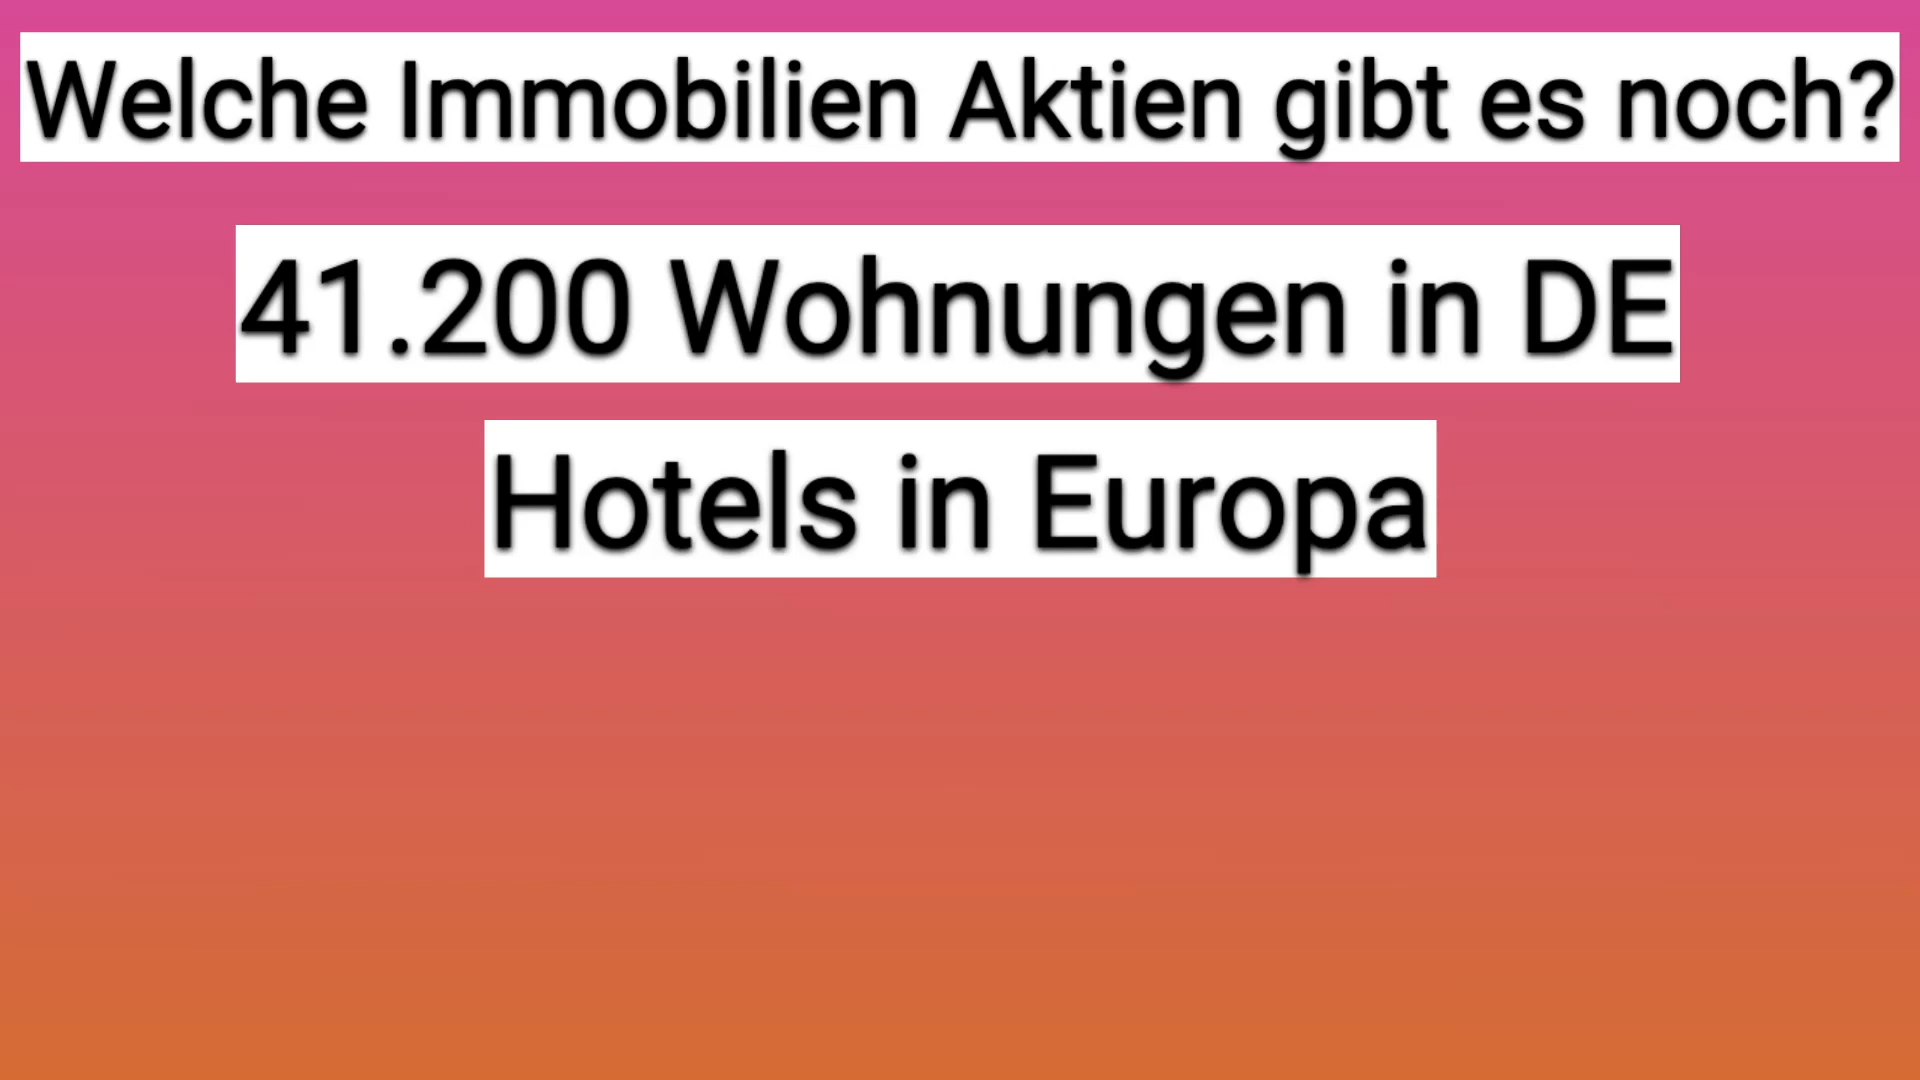 Welche Immobilien Aktien gibt es noch?
41.200 Wohnungen in DE
Hotels in Europa